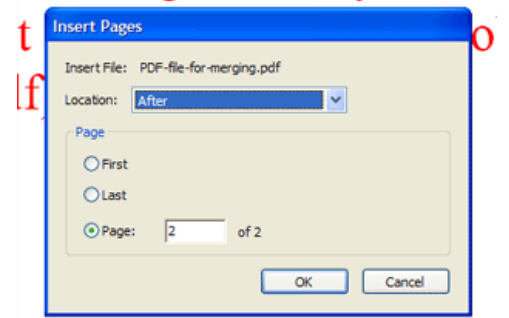 t
o
lf)
Insert Pages
Insert File: PDF-file-for-merging.pdf
Location: After
Page
First
Last
Page: 2 of 2
OK Cancel